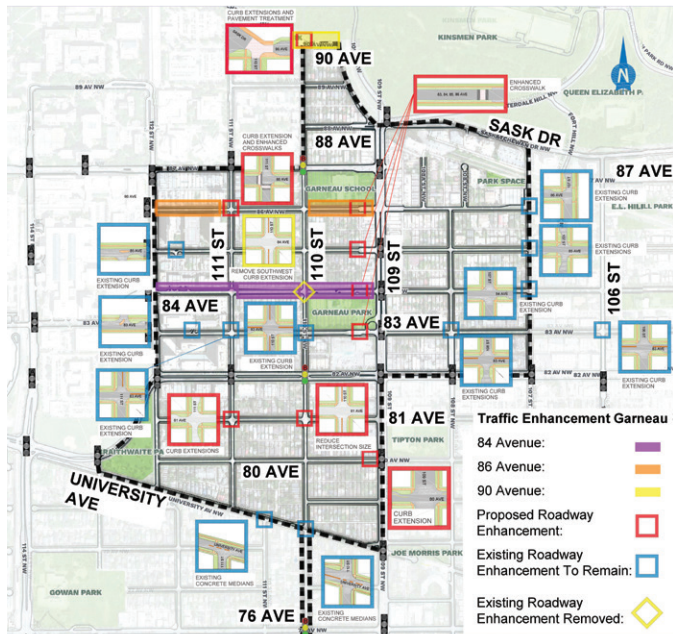 CURB EXTENSIONS AND
PAVEMENT TREATMENT
KINSMEN PARK
90 AVE
ENHANCED
CROSSWALK
N
QUEEN ELIZABETH P
SASK DR
88 AVE
CURB EXTENSION
AND ENHANCED
CROSSWALKS
87 AVE
GARNEAU SCHOOL
PARK SPACE
EXISTING CURB
EXTENSION
E.L. HILL PARK
111 ST
110 ST
109 ST
106 ST
REMOVE SOUTHWEST
CURB EXTENSION
EXISTING CURB
EXTENSIONS
EXISTING CURB
EXTENSION
84 AVE
GARNEAU PARK
83 AVE
EXISTING CURB
EXTENSION
83 AVE NW
EXISTING CURB
EXTENSION
EXISTING CURB
EXTENSION
EXISTING CURB
EXTENSIONS
EXISTING CURB
EXTENSION
82 AV NW
EXISTING CURB
EXTENSION
81 AVE
CURB EXTENSIONS
REDUCE
INTERSECTION SIZE
TIPTON PARK
80 AVE
UNIVERSITY
AVE
UNIVERSITY AV NW
CURB
EXTENSION
EXISTING
CONCRETE MEDIANS
EXISTING
CONCRETE MEDIANS
JOE MORRIS PARK
GOWAN PARK
76 AVE
Traffic Enhancement Garneau
84 Avenue:
86 Avenue:
90 Avenue:
Proposed Roadway
Enhancement:
Existing Roadway
Enhancement To Remain:
Existing Roadway
Enhancement Removed: